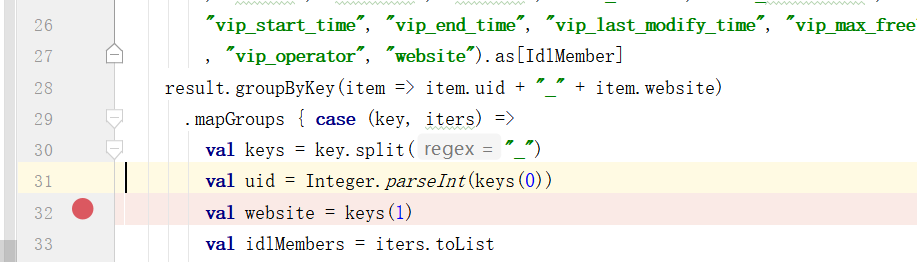 26 "vip_start_time", "vip_end_time", "vip_last_modify_time", "vip_max_free
27 , "vip_operator", "website").as[IdlMember]
28 result.groupByKey(item => item.uid + "_" + item.website)
29 .mapGroups { case (key, iters) =>
30 val keys = key.split( regex = "_")
31 val uid = Integer.parseInt(keys(0))
32 val website = keys(1)
33 val idlMembers = iters.toList